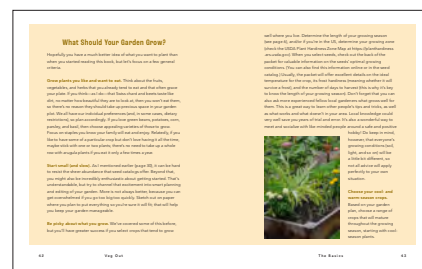 What Should Your Garden Grow?
Hopefully you have a much better idea of what you want to plant than
when you started reading this book, but let's focus on a few general
criteria.
Grow plants you like and want to eat. Think about the fruits,
vegetables, and herbs that you already tend to eat and that often grace
your plate. If you think—as I do—that
dirt, no matter how beautiful they are to look at, then you won't eat them,
so there's no reason they should take up precious space in your garden
plot. We all have our individual preferences (and, in some cases, dietary
restrictions), so plan accordingly. If you love green beans, potatoes, corn,
parsley, and basil, then choose appealing varieties of those to grow.
Focus on staples you know your family will eat and enjoy. Relatedly, if you
like to have some of a particular crop but don't love having it all the time,
maybe stick with one or two plants; there's no need to take up a whole
row with arugula plants if you eat it only a few times a year.
Start small (and slow). As I mentioned earlier (page 30), it can be hard
to resist the sheer abundance that seed catalogs offer. Beyond that,
you might also be incredibly enthusiastic about getting started. That's
understandable, but try to channel that excitement into smart planning
and editing of your garden. More is not always better, because you can
get overwhelmed if you go too big too quickly. Sketch out on paper
where you plan to put everything so you're sure it will fit; that will help
you keep your garden manageable.
Be picky about what you grow. We've covered some of this before,
but you'll have greater success if you select crops that tend to grow
62
Veg Out
well where you live. Determine the length of your growing season
(see page 6), and/or if you're in the US, determine your growing zone
(check the USDA Plant Hardiness Zone Map at https://planthardiness
.ars.usda.gov). When you select seeds, check out the back of the
packet for valuable information on the seeds' optimal growing
conditions. (You can also find this information online or in the seed
catalog.) Usually, the packet will offer excellent details on the ideal
temperature for the crop, its frost hardiness (meaning whether it will
survive a frost), and the number of days to harvest (this is why it's key
to know the length of your growing season). Don't forget that you can
also ask more experienced fellow local gardeners what grows well for
them. This is a great way to learn other people's tips and tricks, as well
as what works and what doesn't in your area. Local knowledge could
very well save you years of trial and error. It's also a wonderful way to
meet and socialize with like-minded people around a safe and positive
hobby! Do keep in mind,
however, that everyone's
growing conditions (soil,
light, and so on) will be
a little bit different, so
not all advice will apply
perfectly to your own
situation.
Choose your cool- and
warm-season crops.
Based on your garden
plan, choose a range of
crops that will mature
throughout the growing
season, starting with cool-
season plants.
The Basics
63